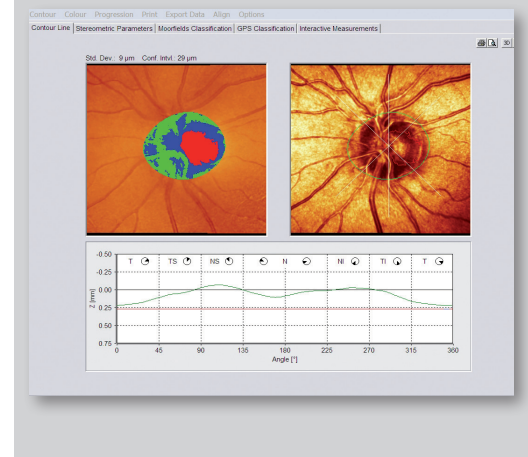 Contour Colour Progression Print Export Data Align Options
Contour Line Stereometric Parameters Moorfields Classification GPS Classification Interactive Measurements
3D
Std. Dev.: 9 µm Conf. Intvl.: 29 µm
-0.50
T TS NS N NI TI T
-0.25
0.00
Z [mm]
0.25
0.50
0.75
0 45 90 135 180 225 270 315 360
Angle [°]